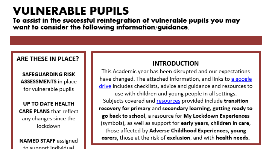 VULNERABLE PUPILS
To assist in the successful reintegration of vulnerable pupils you may
want to consider the following information/guidance.
ARE THESE IN PLACE?
SAFEGUARDING RISK
ASSESSMENTS in place
for vulnerable pupils
UP TO DATE HEALTH
CARE PLANS that reflect
any changes since the
lockdown
NAMED STAFF assigned
to support individual
INTRODUCTION
This Academic year has been disrupted and our expectations
have changed. The attached information, and links to a google
drive includes checklists, advice and guidance and resources to
use with children and young people in all settings.
Subjects covered and resources provided include transition
recovery for primary and secondary learning, getting ready to
go back to school, a resource for My Lockdown Experiences
(symbols), as well as support for early years, children in care,
those affected by Adverse Childhood Experiences, young
carers, those at risk of exclusion, and with health needs.